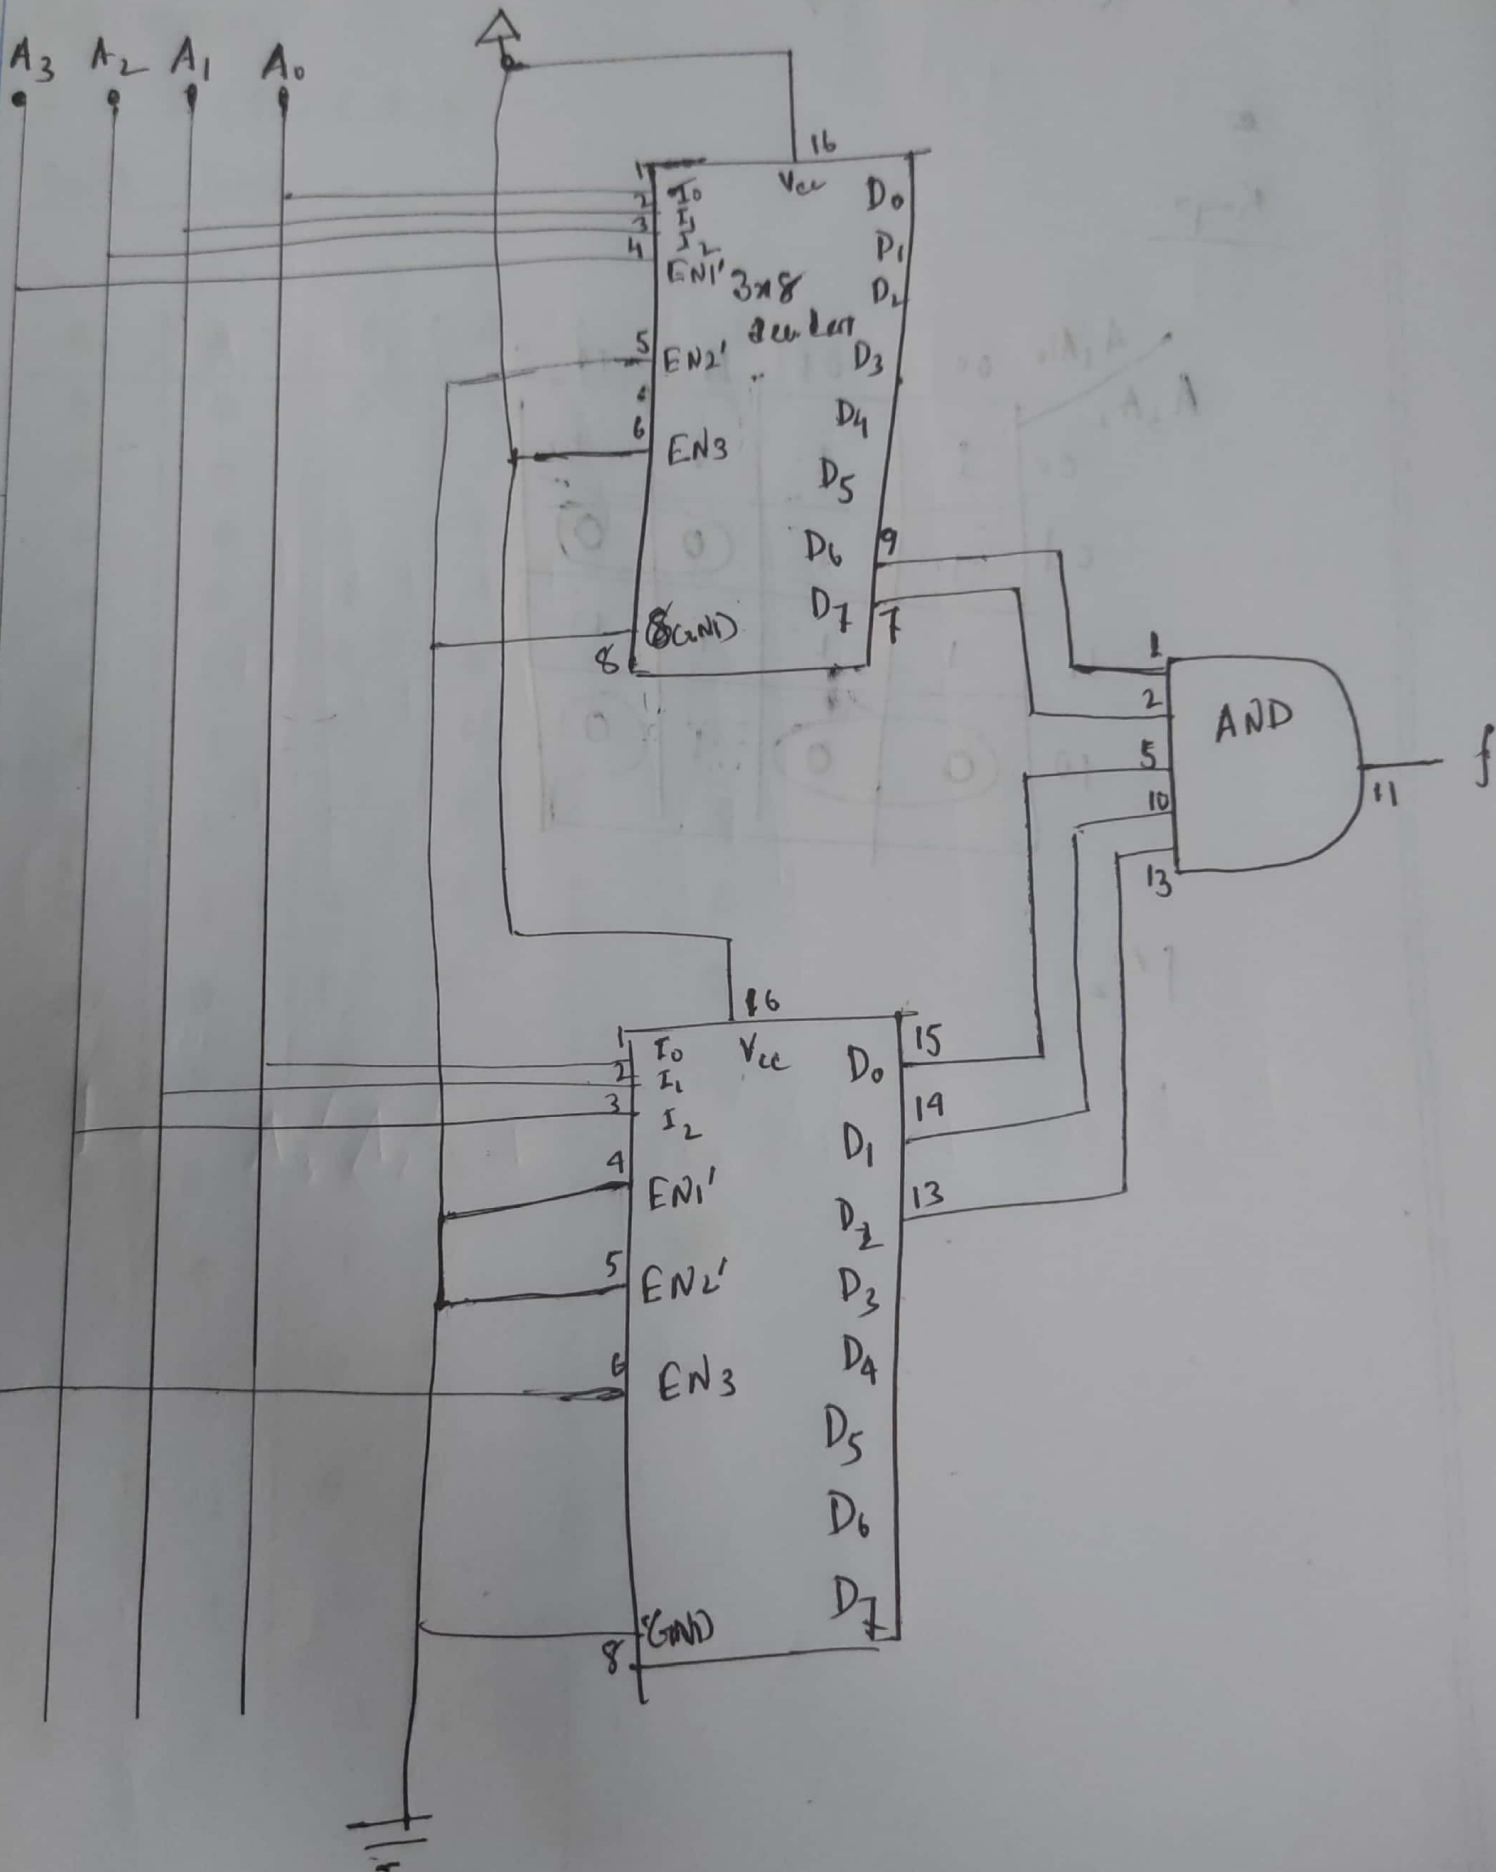 A3 A2 A1 A0
16
Vcc
1
2
3
4
I0
I1
I2
EN1'
3x8
5
EN2'
6
EN3
8
8(GND)
D0
D1
D2
D3
D4
D5
D6
9
D7
7
1
2
5
10
13
AND
11
f
16
Vcc
1
I0
2
I1
3
I2
4
EN1'
5
EN2'
6
EN3
8
(GND)
D0
15
D1
14
D2
13
D3
D4
D5
D6
D7